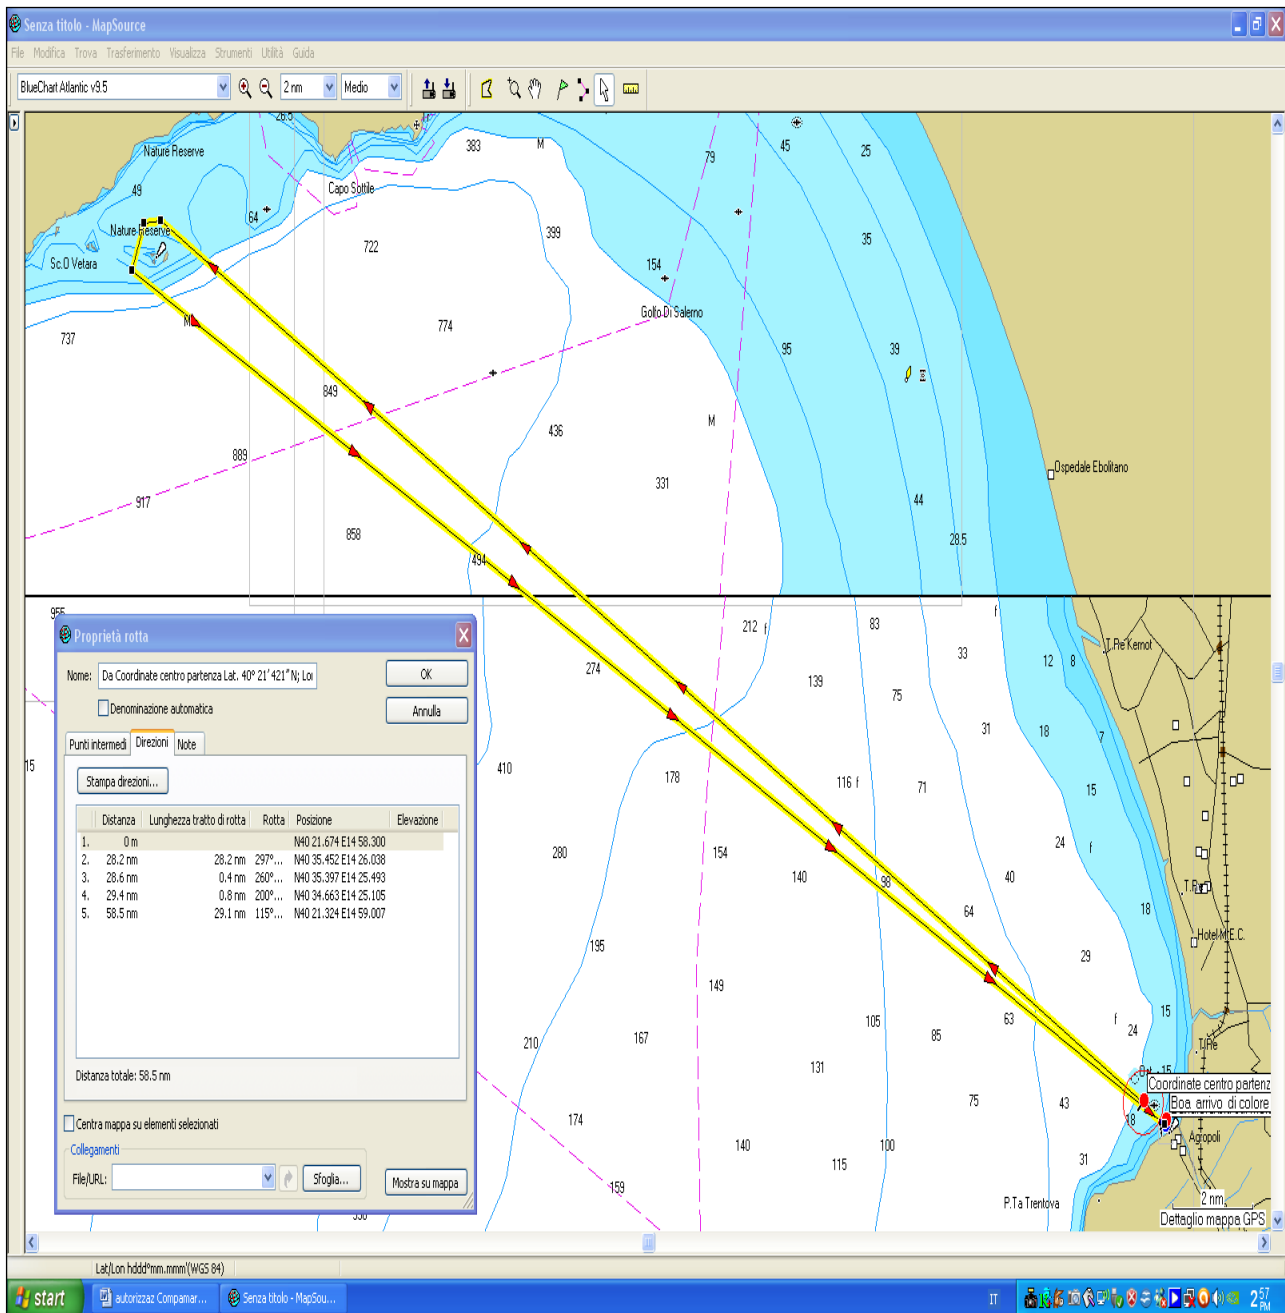 Senza titolo - MapSource
File Modifica Trova Trasferimento Visualizza Strumenti Utilità Guida
BlueChart Atlantic v9.5 2 nm Medio
26.5
Nature Reserve
383
M
79
45
25
49
Capo Sottile
64
Nature Reserve
399
35
722
Sc.O Vetara
154
Golfo Di Salerno
M
774
737
95
39
849
436
M
889
331
Ospedale Ebolitano
917
44
858
28.5
494
955
f
212 f
83
T.Re Kernot
33
12
8
274
139
75
31
18
7
15
410
178
116 f
71
15
24
f
280
154
140
98
40
64
18
Hotel M.E.C.
195
29
149
63
15
105
f
24
210
167
85
T/Re
131
75
43
15
Coordinate centro partenz
Boa arrivo di colore
18
174
140
100
Agropoli
115
31
159
P.Ta Trentova
2 nm
Dettaglio mappa GPS
Proprietà rotta
Nome: Da Coordinate centro partenza Lat. 40° 21' 421" N; Lon
OK
Denominazione automatica
Annulla
Punti intermedi Direzioni Note
Stampa direzioni...
Distanza Lunghezza tratto di rotta Rotta Posizione Elevazione
1. 0 m N40 21.674 E14 58.300
2. 28.2 nm 28.2 nm 297°... N40 35.452 E14 26.038
3. 28.6 nm 0.4 nm 260°... N40 35.397 E14 25.493
4. 29.4 nm 0.8 nm 200°... N40 34.663 E14 25.105
5. 58.5 nm 29.1 nm 115°... N40 21.324 E14 59.007
Distanza totale: 58.5 nm
Centra mappa su elementi selezionati
Collegamenti
File/URL:
Sfoglia...
Mostra su mappa
Lat/Lon hddd°mm.mmm'(WGS 84)
start
autorizzaz Compamar...
Senza titolo - MapSou...
IT
2:57 PM